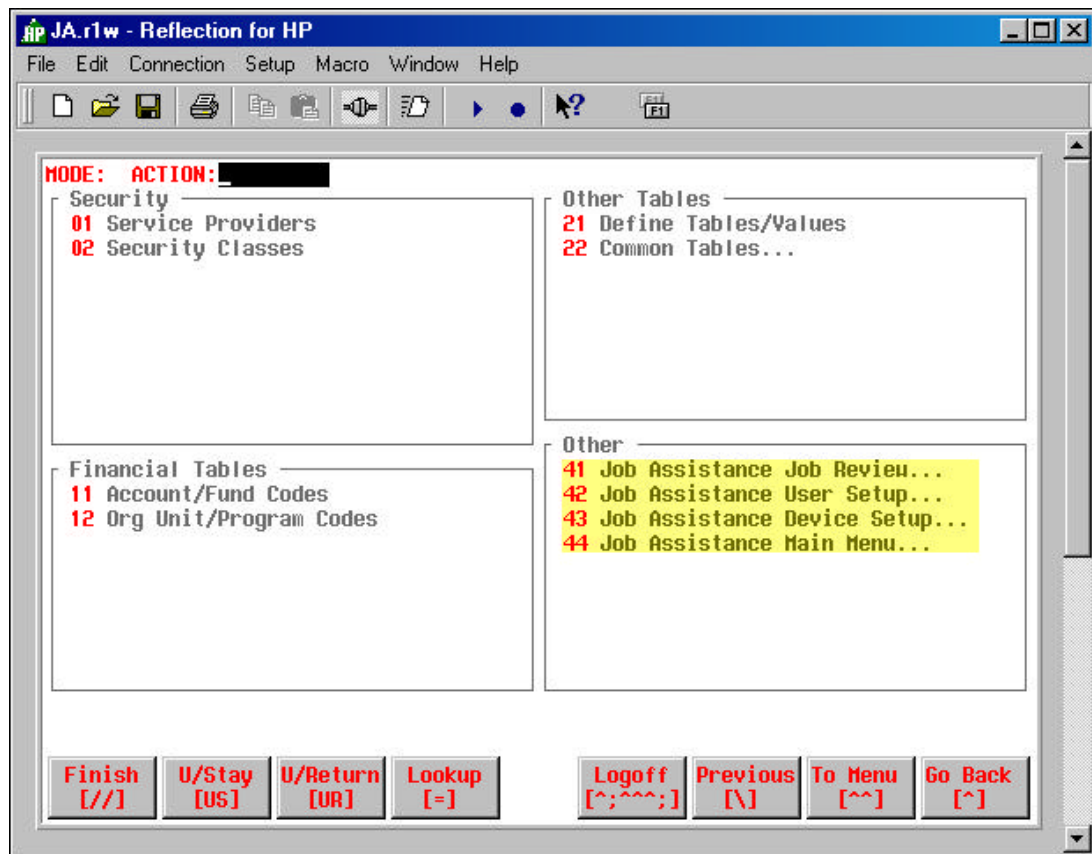 JA.r1w - Reflection for HP
File Edit Connection Setup Macro Window Help
MODE: ACTION:
Security
01 Service Providers
02 Security Classes
Other Tables
21 Define Tables/Values
22 Common Tables...
Financial Tables
11 Account/Fund Codes
12 Org Unit/Program Codes
Other
41 Job Assistance Job Review...
42 Job Assistance User Setup...
43 Job Assistance Device Setup...
44 Job Assistance Main Menu...
Finish [//]
U/Stay [US]
U/Return [UR]
Lookup [=]
Logoff [^;^^^;]
Previous [\]
To Menu [^^]
Go Back [^]